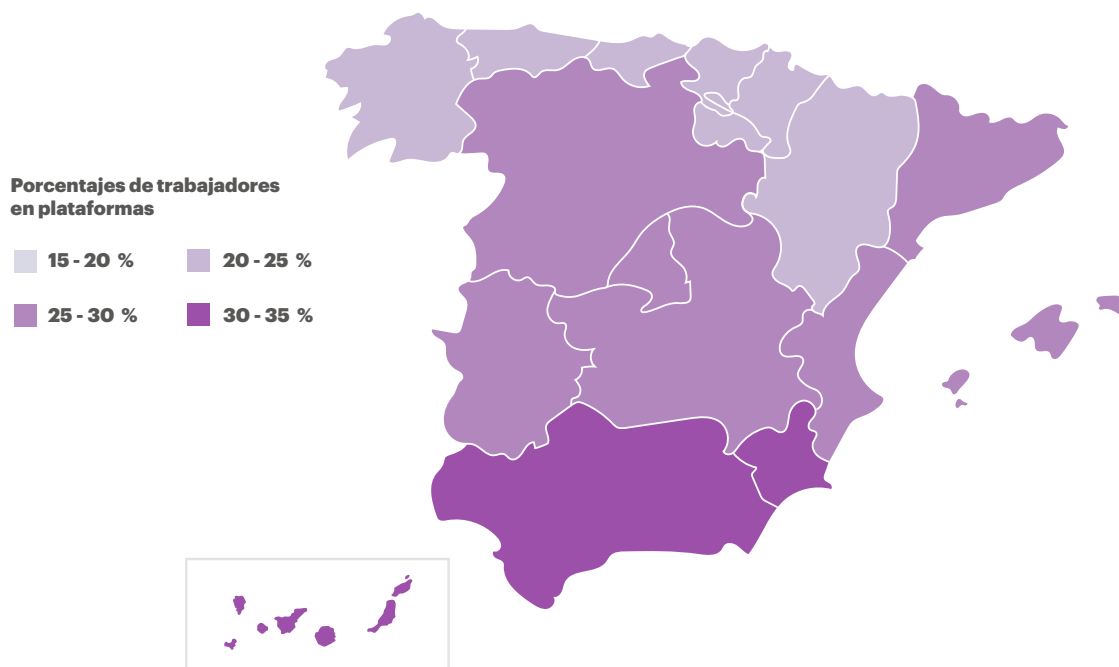 Porcentajes de trabajadores
en plataformas
15 - 20 %
20 - 25 %
25 - 30 %
30 - 35 %